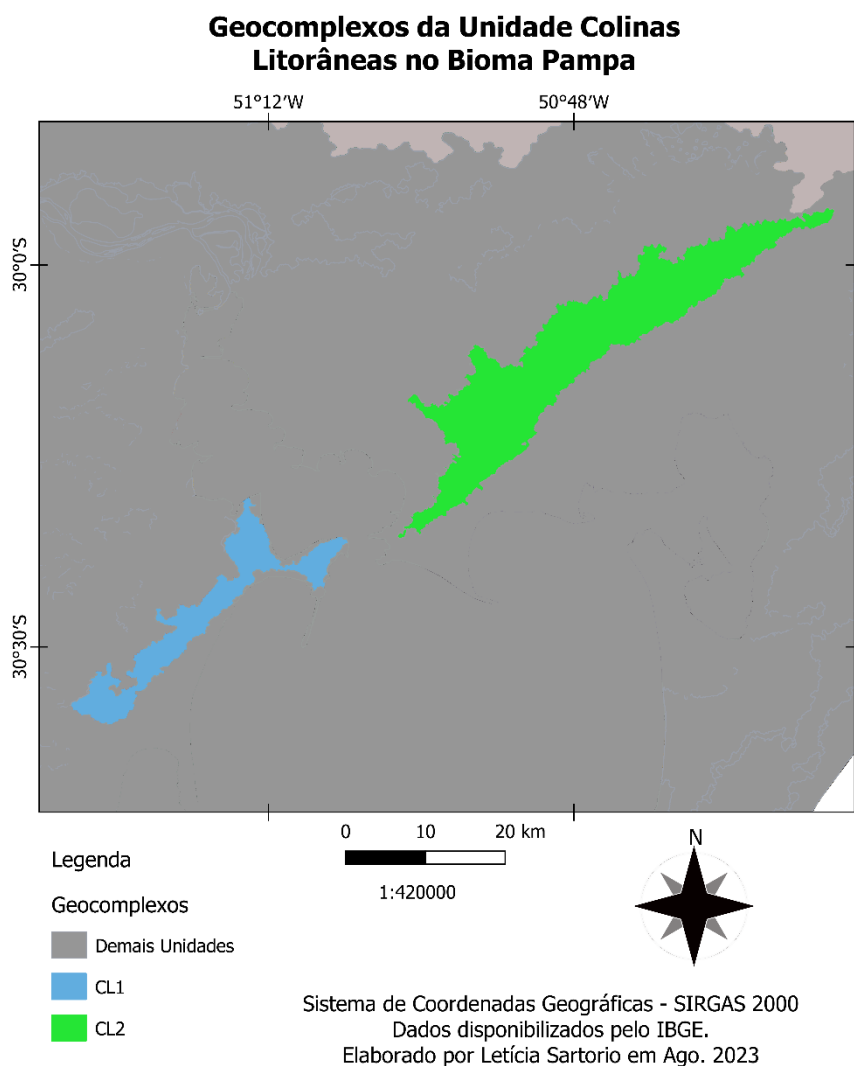 Geocomplexos da Unidade Colinas
Litorâneas no Bioma Pampa
51°12'W
50°48'W
30°0'S
30°30'S
0 10 20 km
1:420000
N
Legenda
Geocomplexos
Demais Unidades
CL1
CL2
Sistema de Coordenadas Geográficas - SIRGAS 2000
Dados disponibilizados pelo IBGE.
Elaborado por Letícia Sartorio em Ago. 2023